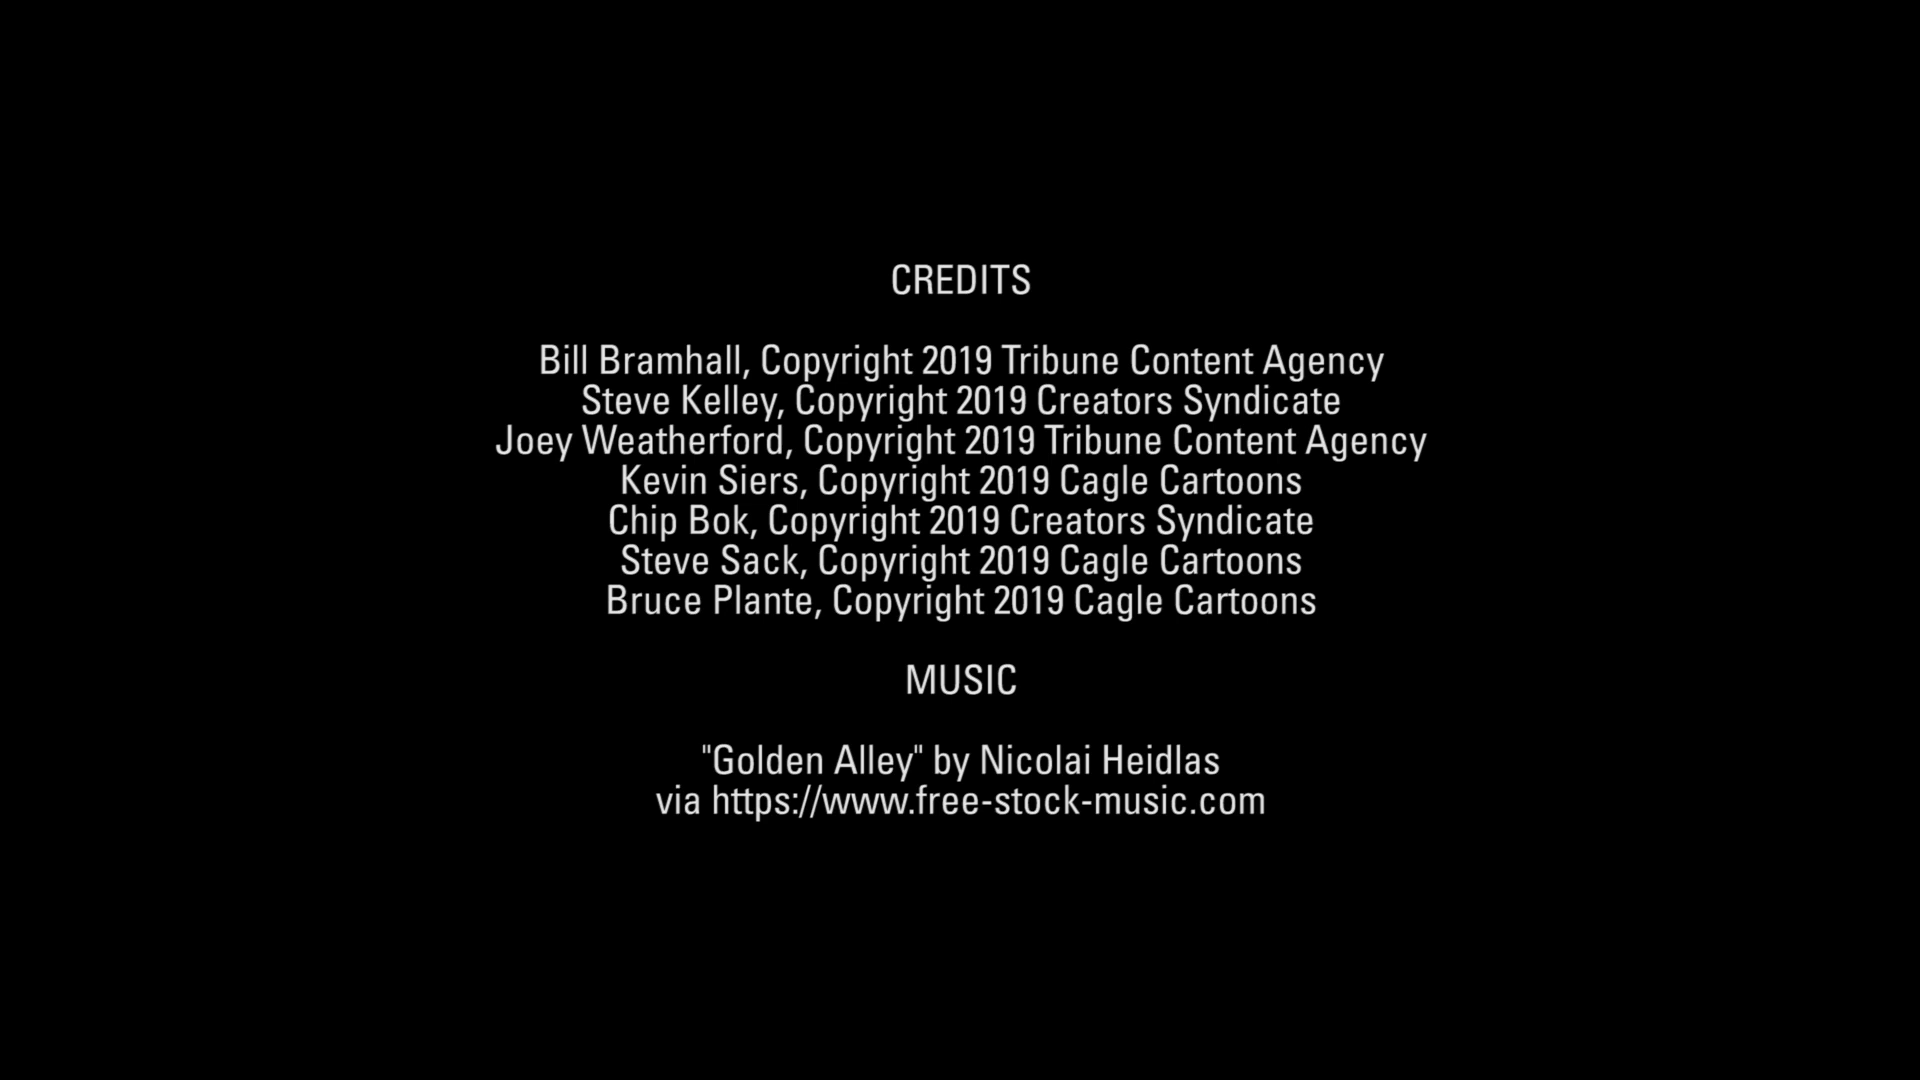 CREDITS
Bill Bramhall, Copyright 2019 Tribune Content Agency
Steve Kelley, Copyright 2019 Creators Syndicate
Joey Weatherford, Copyright 2019 Tribune Content Agency
Kevin Siers, Copyright 2019 Cagle Cartoons
Chip Bok, Copyright 2019 Creators Syndicate
Steve Sack, Copyright 2019 Cagle Cartoons
Bruce Plante, Copyright 2019 Cagle Cartoons
MUSIC
"Golden Alley" by Nicolai Heidlas
via https://www.free-stock-music.com